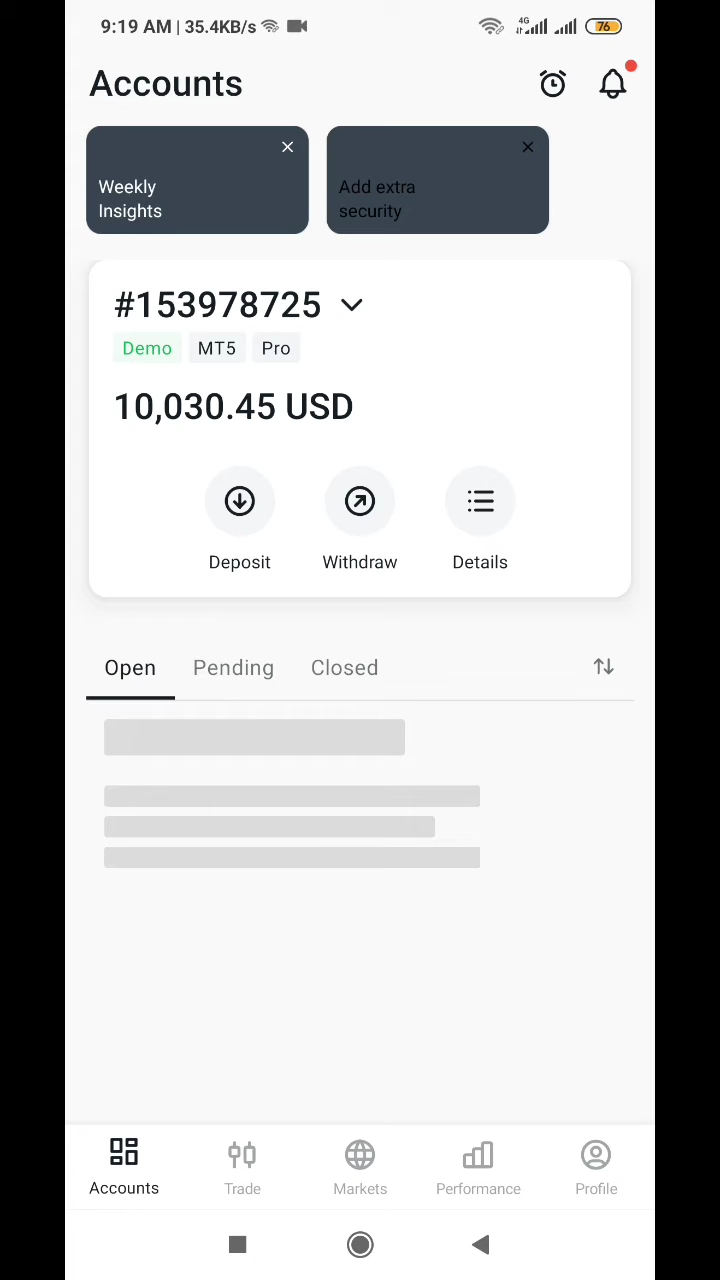 9:19 AM | 35.4KB/s 4G 76
Accounts
Weekly
Insights
Add extra
security
#153978725
Demo MT5 Pro
10,030.45 USD
Deposit Withdraw Details
Open Pending Closed
Accounts Trade Markets Performance Profile